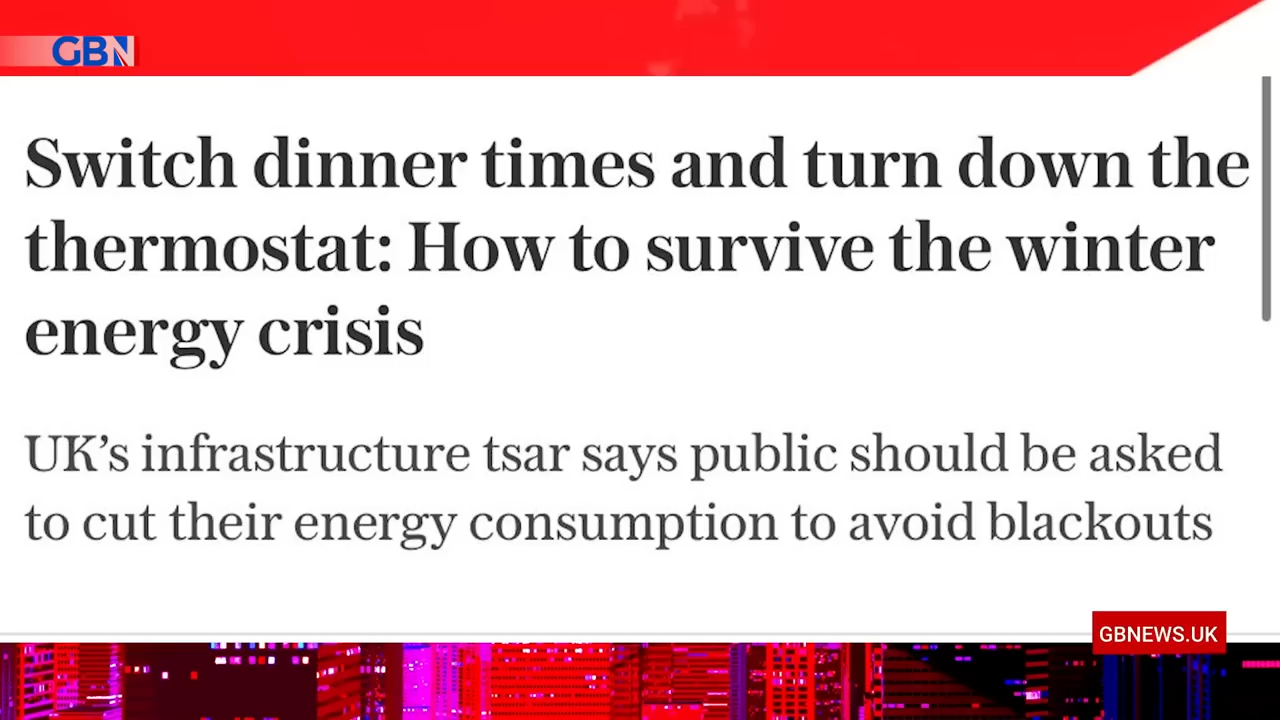 GBN
Switch dinner times and turn down the
thermostat: How to survive the winter
energy crisis
UK’s infrastructure tsar says public should be asked
to cut their energy consumption to avoid blackouts
GBNEWS.UK